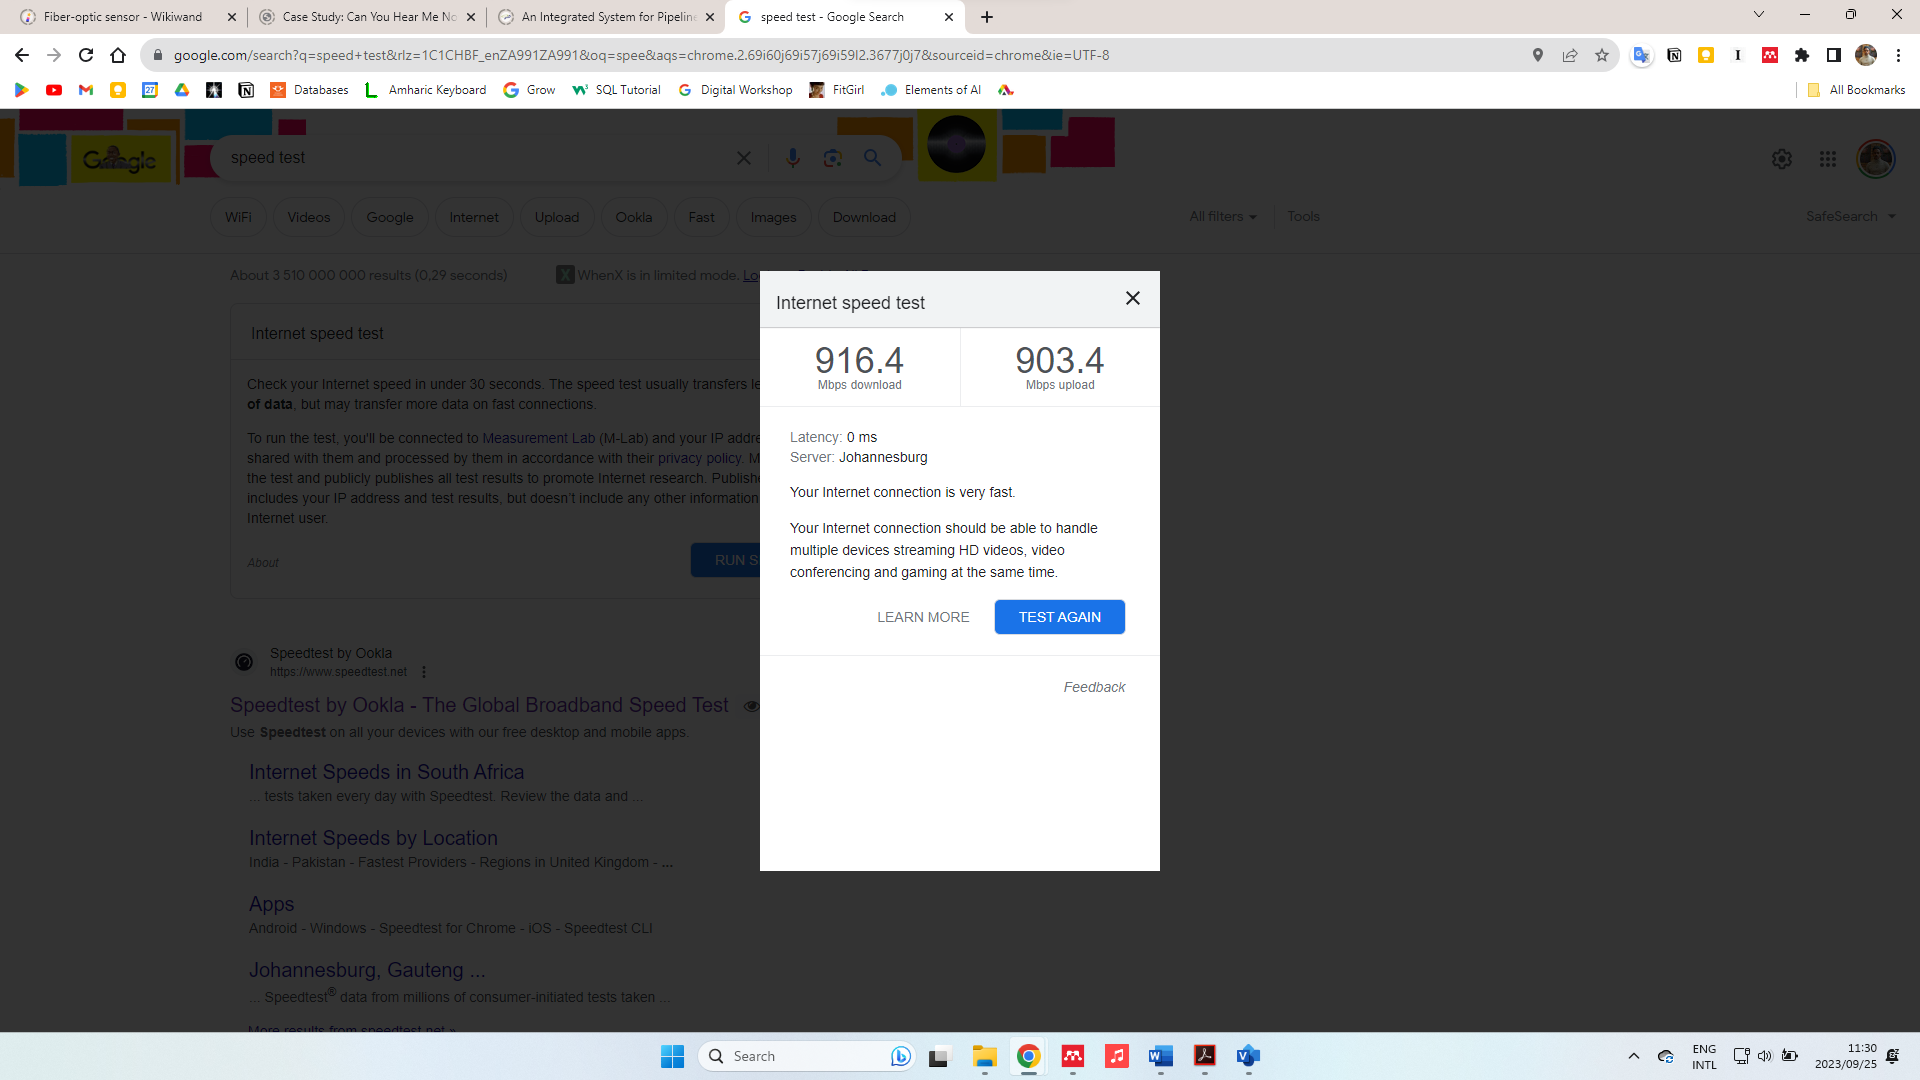 Fiber-optic sensor - Wikiwand
Case Study: Can You Hear Me No
An Integrated System for Pipeline
speed test - Google Search
google.com/search?q=speed+test&rlz=1C1CHBF_enZA991ZA991&oq=spee&aqs=chrome.2.69i60j69i57j69i59l2.3677j0j7&sourceid=chrome&ie=UTF-8
Databases
Amharic Keyboard
Grow
SQL Tutorial
Digital Workshop
FitGirl
Elements of AI
All Bookmarks
Google
speed test
WiFi
Videos
Google
Internet
Upload
Ookla
Fast
Images
Download
All filters
Tools
SafeSearch
About 3 510 000 000 results (0,29 seconds)
WhenX is in limited mode.
Internet speed test
Check your Internet speed in under 30 seconds. The speed test usually transfers le
of data, but may transfer more data on fast connections.
To run the test, you'll be connected to Measurement Lab (M-Lab) and your IP addre
shared with them and processed by them in accordance with their privacy policy. M
the test and publicly publishes all test results to promote Internet research. Publishe
includes your IP address and test results, but doesn't include any other information
Internet user.
About
RUN S
Internet speed test
916.4
Mbps download
903.4
Mbps upload
Latency: 0 ms
Server: Johannesburg
Your Internet connection is very fast.
Your Internet connection should be able to handle
multiple devices streaming HD videos, video
conferencing and gaming at the same time.
LEARN MORE
TEST AGAIN
Feedback
Speedtest by Ookla
https://www.speedtest.net
Speedtest by Ookla - The Global Broadband Speed Test
Use Speedtest on all your devices with our free desktop and mobile apps.
Internet Speeds in South Africa
... tests taken every day with Speedtest. Review the data and ...
Internet Speeds by Location
India - Pakistan - Fastest Providers - Regions in United Kingdom - ...
Apps
Android - Windows - Speedtest for Chrome - iOS - Speedtest CLI
Johannesburg, Gauteng ...
... Speedtest® data from millions of consumer-initiated tests taken ...
More results from speedtest.net »
Search
ENG
INTL
11:30
2023/09/25